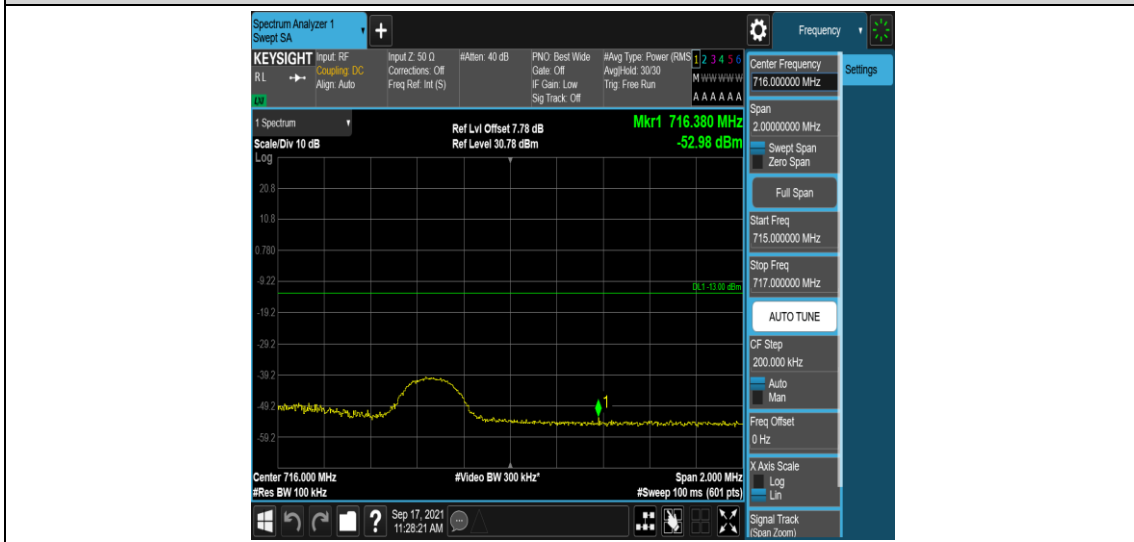 Spectrum Analyzer 1
Swept SA
+
Frequency
KEYSIGHT
RL
LXI
Input: RF
Coupling: DC
Align: Auto
Input Z: 50 Ω
Corrections: Off
Freq Ref: Int (S)
#Atten: 40 dB
PNO: Best Wide
Gate: Off
IF Gain: Low
Sig Track: Off
#Avg Type: Power (RMS
Avg|Hold: 30/30
Trig: Free Run
1 2 3 4 5 6
M W W W W W
A A A A A A
1 Spectrum
Scale/Div 10 dB
Log
Ref Lvl Offset 7.78 dB
Ref Level 30.78 dBm
Mkr1 716.380 MHz
-52.98 dBm
20.8
10.8
0.780
-9.22
DL1 -13.00 dBm
-19.2
-29.2
-39.2
-49.2
1
-59.2
Center 716.000 MHz
#Res BW 100 kHz
#Video BW 300 kHz*
Span 2.000 MHz
#Sweep 100 ms (601 pts)
?
Sep 17, 2021
11:28:21 AM
Center Frequency
716.000000 MHz
Settings
Span
2.00000000 MHz
Swept Span
Zero Span
Full Span
Start Freq
715.000000 MHz
Stop Freq
717.000000 MHz
AUTO TUNE
CF Step
200.000 kHz
Auto
Man
Freq Offset
0 Hz
X Axis Scale
Log
Lin
Signal Track
(Span Zoom)